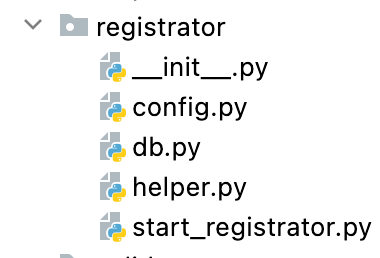 registrator
__init__.py
config.py
db.py
helper.py
start_registrator.py